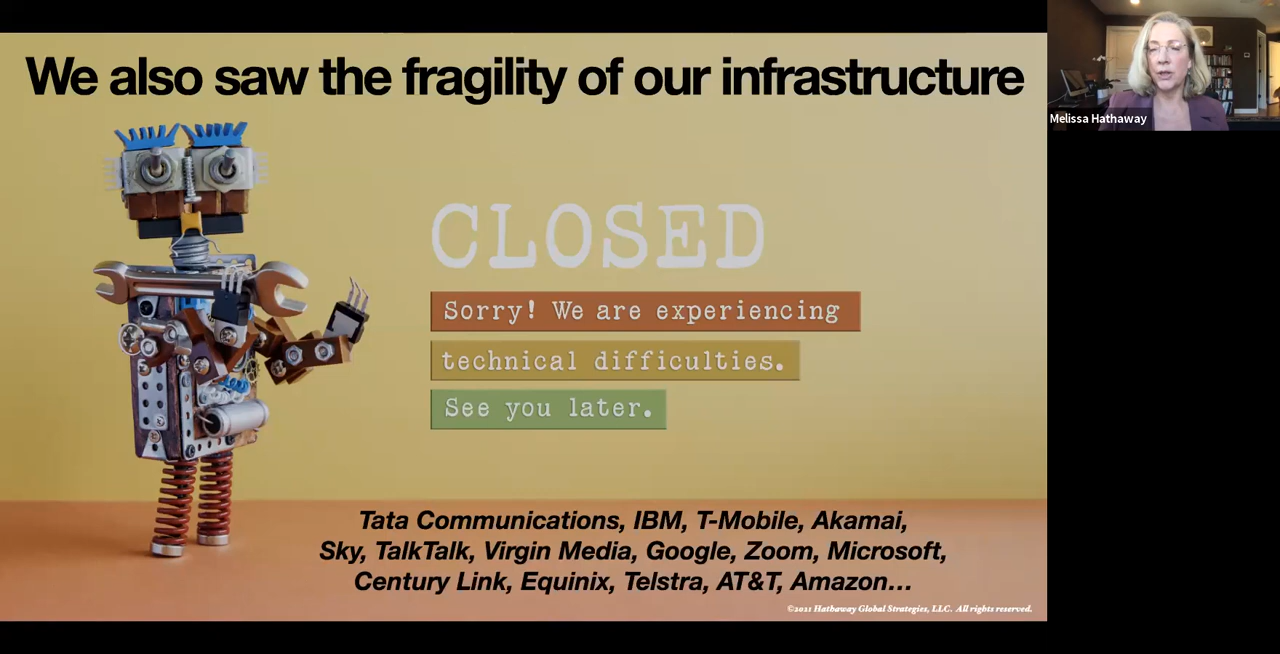 We also saw the fragility of our infrastructure
Melissa Hathaway
CLOSED
Sorry! We are experiencing
technical difficulties.
See you later.
Tata Communications, IBM, T-Mobile, Akamai,
Sky, TalkTalk, Virgin Media, Google, Zoom, Microsoft,
Century Link, Equinix, Telstra, AT&T, Amazon...
©2021 Hathaway Global Strategies, LLC. All rights reserved.